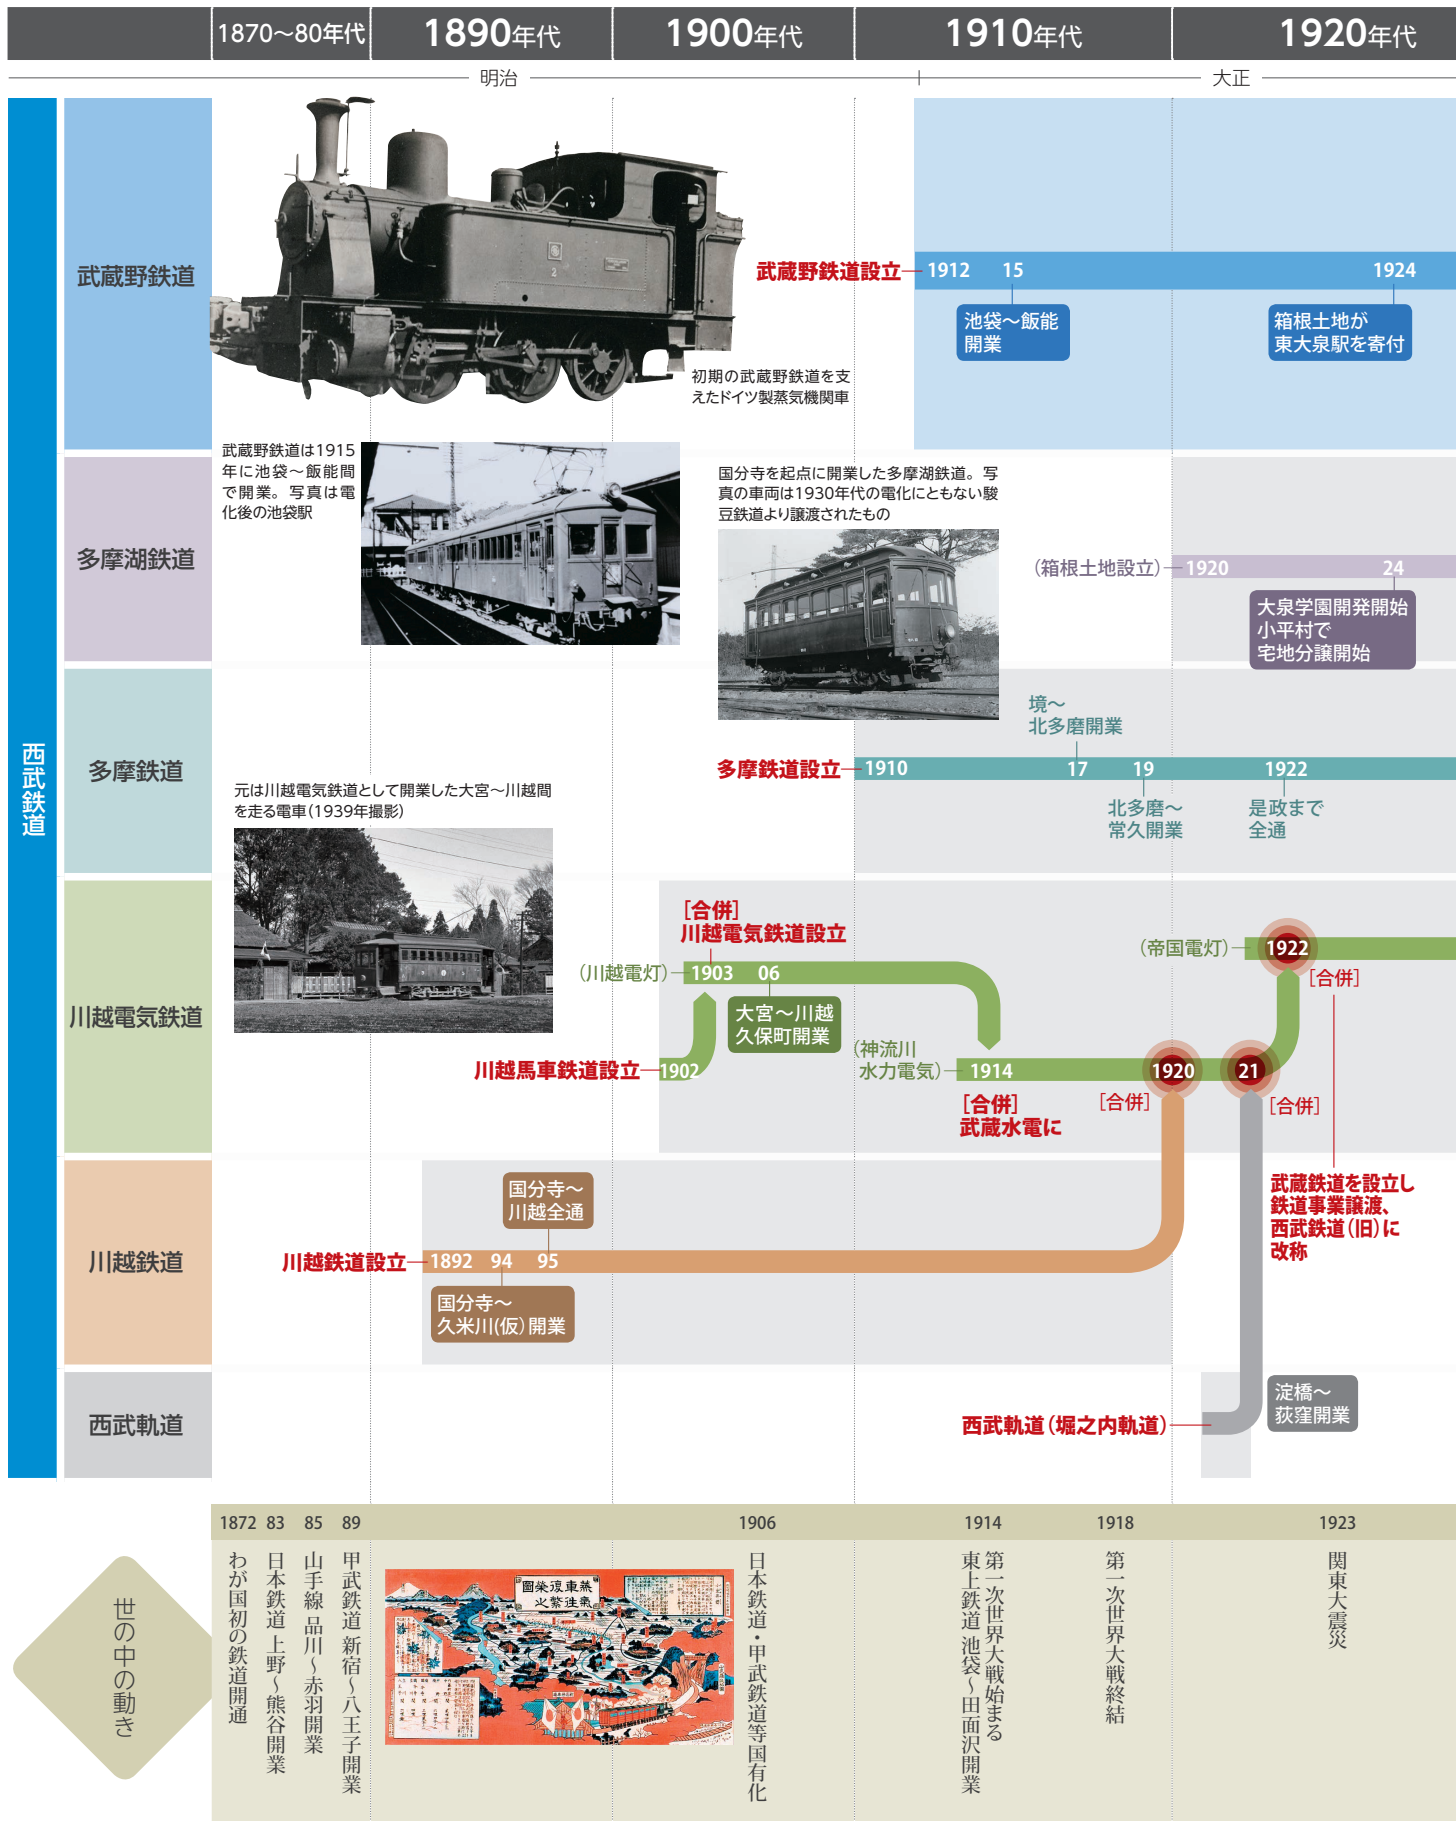 1870～80年代
1890年代
1900年代
1910年代
1920年代
明治
大正
西武鉄道
武蔵野鉄道
武蔵野鉄道設立
1912
15
1924
池袋～飯能
開業
箱根土地が
東大泉駅を寄付
2
初期の武蔵野鉄道を支
えたドイツ製蒸気機関車
武蔵野鉄道は1915
年に池袋～飯能間
で開業。写真は電
化後の池袋駅
国分寺を起点に開業した多摩湖鉄道。写
真の車両は1930年代の電化にともない駿
豆鉄道より譲渡されたもの
多摩湖鉄道
（箱根土地設立）
1920
24
大泉学園開発開始
小平村で
宅地分譲開始
多摩鉄道
多摩鉄道設立
1910
17
19
1922
境～
北多磨開業
北多磨～
常久開業
是政まで
全通
元は川越電気鉄道として開業した大宮～川越間
を走る電車（1939年撮影）
川越電気鉄道
［合併］
川越電気鉄道設立
（川越電灯）
1903
06
大宮～川越
久保町開業
川越馬車鉄道設立
1902
（神流川
水力電気）
1914
［合併］
武蔵水電に
1920
［合併］
21
［合併］
（帝国電灯）
1922
［合併］
武蔵鉄道を設立し
鉄道事業譲渡、
西武鉄道（旧）に
改称
川越鉄道
川越鉄道設立
1892
94
95
国分寺～
川越全通
国分寺～
久米川(仮）開業
西武軌道
西武軌道（堀之内軌道）
淀橋～
荻窪開業
世の中の動き
1872
83
85
89
1906
1914
1918
1923
わが国初の鉄道開通
日本鉄道 上野～熊谷開業
山手線 品川～赤羽開業
甲武鉄道 新宿～八王子開業
日本鉄道・甲武鉄道等国有化
第一次世界大戦始まる
東上鉄道 池袋～田面沢開業
第一次世界大戦終結
関東大震災